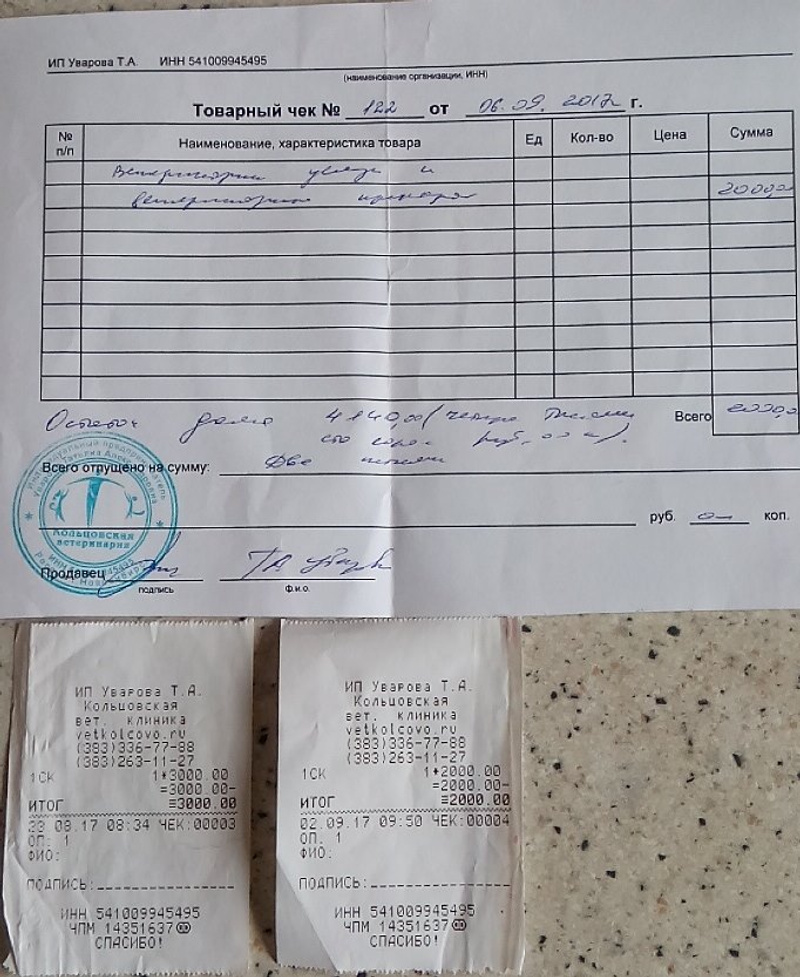 ИП Уварова Т.А. ИНН 541009945495
(наименование организации, ИНН)
Товарный чек № 122 от 06.09.2017 г.
№ п/п Наименование, характеристика товара Ед Кол-во Цена Сумма
Ветеринарные услуги и
ветеринарные препараты 2000,0
Остаток долга 4140,00 (четыре тысячи Всего 2000,0
сто сорок руб, 00 к).
Всего отпущено на сумму: Две тысячи
руб. 0 коп.
Кольцовская
ветеринария
Продавец ТА Уварова
подпись Ф.И.О.
ИП Уварова Т.А.
Кольцовская
вет. клиника
vetkolcovo.ru
(383)336-77-88
(383)263-11-27
1СК 1*3000.00
=3000.00-
ИТОГ ≡3000.00
23 08.17 08:34 ЧЕК:00003
ОП: 1
ФИО:
ПОДПИСЬ:
ИНН 541009945495
ЧПМ 14351637
СПАСИБО!
ИП Уварова Т.А.
Кольцовская
вет. клиника
vetkolcovo.ru
(383)336-77-88
(383)263-11-27
1СК 1*2000.00
=2000.00-
ИТОГ ≡2000.00
02.09.17 09:50 ЧЕК:00004
ОП. 1
ФИО:
ПОДПИСЬ:
ИНН 541009945495
ЧПМ 14351637
СПАСИБО!